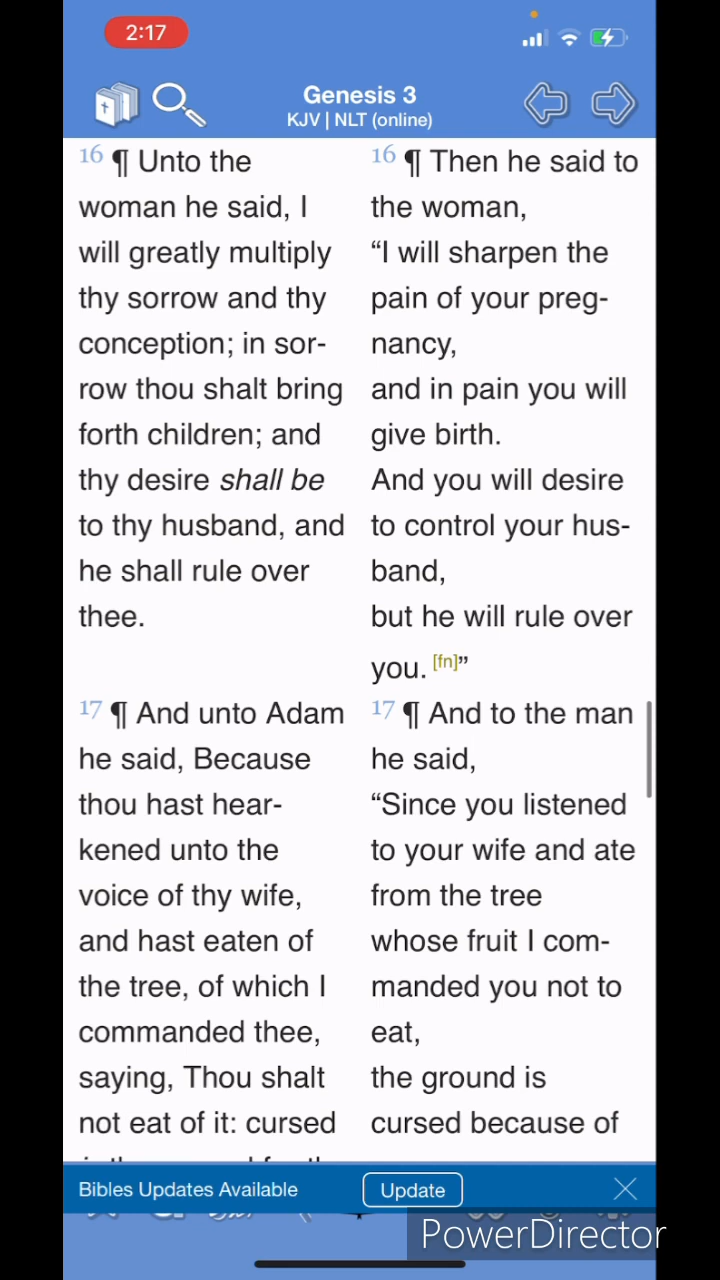 2:17
Genesis 3
KJV | NLT (online)
16 ¶ Unto the
woman he said, I
will greatly multiply
thy sorrow and thy
conception; in sor-
row thou shalt bring
forth children; and
thy desire shall be
to thy husband, and
he shall rule over
thee.
17 ¶ And unto Adam
he said, Because
thou hast hear-
kened unto the
voice of thy wife,
and hast eaten of
the tree, of which I
commanded thee,
saying, Thou shalt
not eat of it: cursed
16 ¶ Then he said to
the woman,
“I will sharpen the
pain of your preg-
nancy,
and in pain you will
give birth.
And you will desire
to control your hus-
band,
but he will rule over
you. [fn]”
17 ¶ And to the man
he said,
“Since you listened
to your wife and ate
from the tree
whose fruit I com-
manded you not to
eat,
the ground is
cursed because of
Bibles Updates Available
Update
PowerDirector